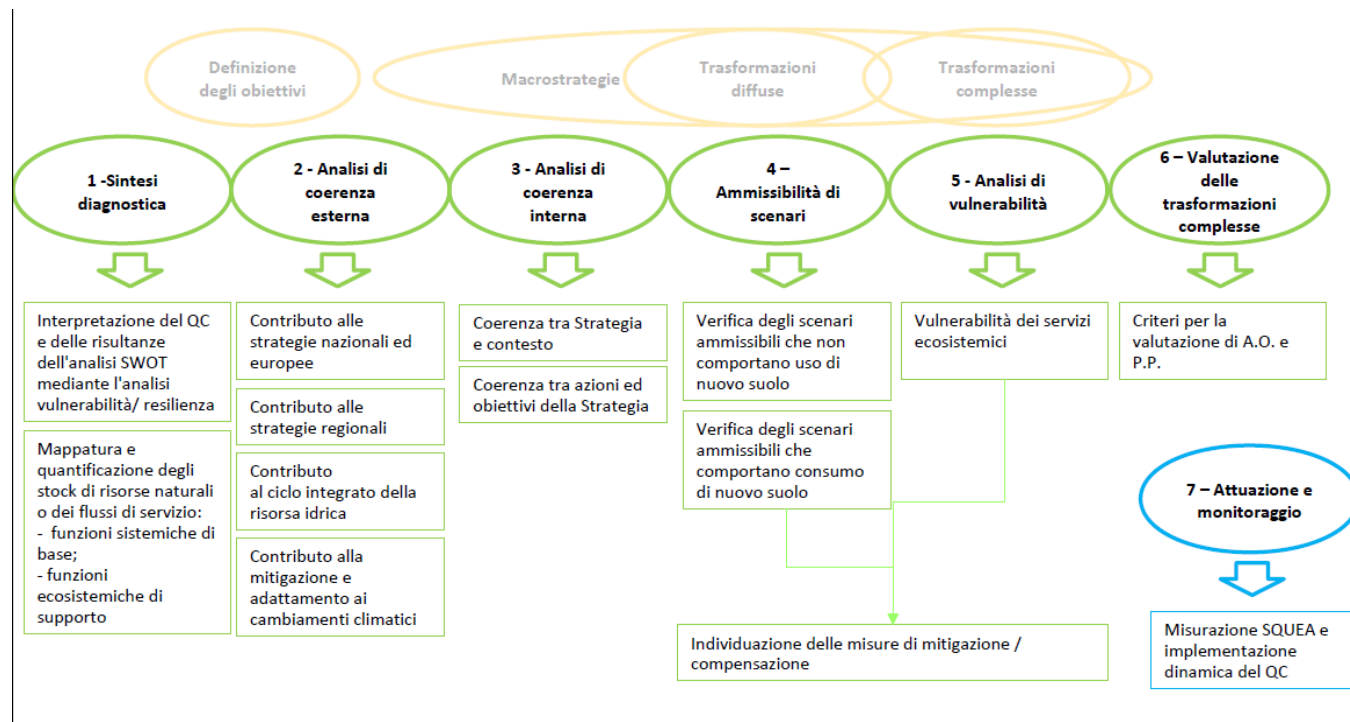 Definizione
degli obiettivi
Macrostrategie
Trasformazioni
diffuse
Trasformazioni
complesse
1 -Sintesi
diagnostica
2 - Analisi di
coerenza
esterna
3 - Analisi di
coerenza
interna
4 –
Ammissibilità di
scenari
5 - Analisi di
vulnerabilità
6 – Valutazione
delle
trasformazioni
complesse
Interpretazione del QC
e delle risultanze
dell'analisi SWOT
mediante l'analisi
vulnerabilità/ resilienza
Mappatura e
quantificazione degli
stock di risorse naturali
o dei flussi di servizio:
- funzioni sistemiche di
base;
- funzioni
ecosistemiche di
supporto
Contributo alle
strategie nazionali ed
europee
Contributo alle
strategie regionali
Contributo
al ciclo integrato della
risorsa idrica
Contributo alla
mitigazione e
adattamento ai
cambiamenti climatici
Coerenza tra Strategia
e contesto
Coerenza tra azioni ed
obiettivi della Strategia
Verifica degli scenari
ammissibili che non
comportano uso di
nuovo suolo
Verifica degli scenari
ammissibili che
comportano consumo
di nuovo suolo
Vulnerabilità dei servizi
ecosistemici
Criteri per la
valutazione di A.O. e
P.P.
7 – Attuazione e
monitoraggio
Individuazione delle misure di mitigazione /
compensazione
Misurazione SQUEA e
implementazione
dinamica del QC